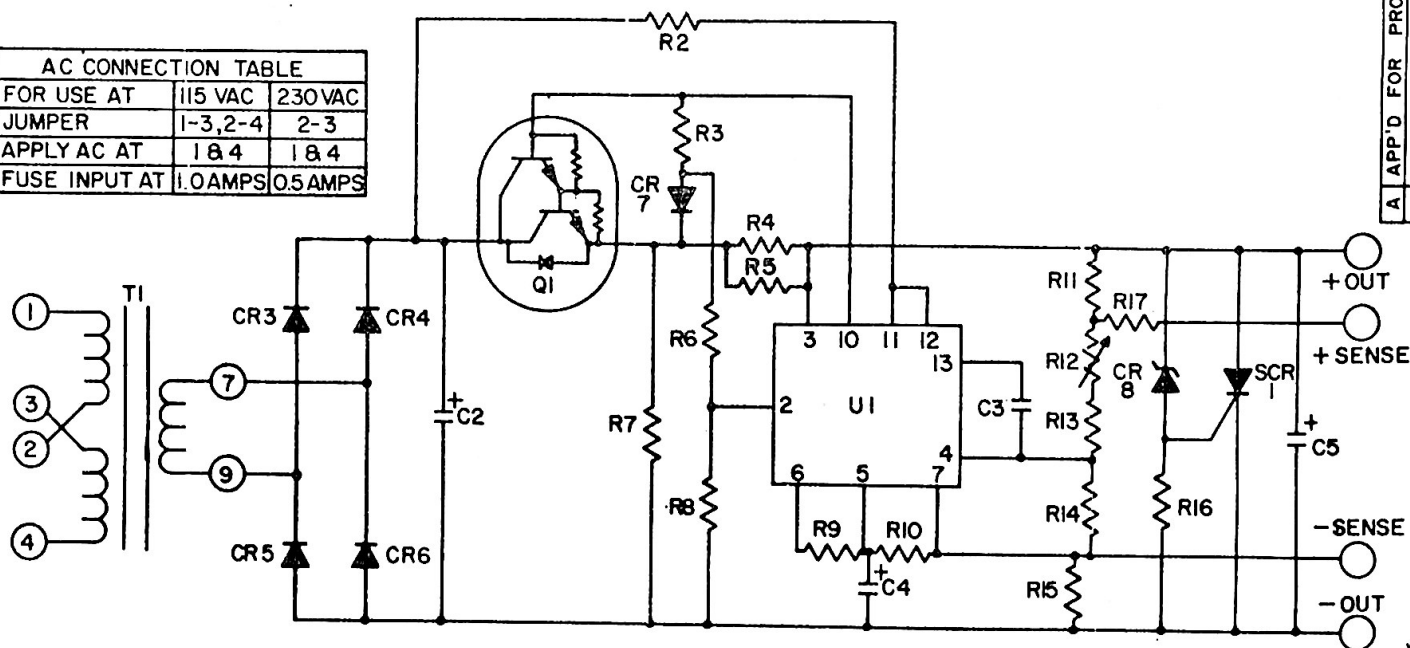 AC CONNECTION TABLE
FOR USE AT 115 VAC 230 VAC
JUMPER 1-3,2-4 2-3
APPLY AC AT 1 & 4 1 & 4
FUSE INPUT AT 1.0 AMPS 0.5 AMPS
A APP'D FOR
R2
R3
CR 7
Q1
R4
R5
R11
R17
+ OUT
+ SENSE
T1
1
3
2
4
7
9
CR3
CR4
CR5
CR6
+ C2
R6
R7
R8
3 10 11 12
13
2 U1
4
6 5 7
C3
R12
R13
R14
CR 8
SCR 1
+ C5
R9
R10
+ C4
R15
R16
- SENSE
- OUT